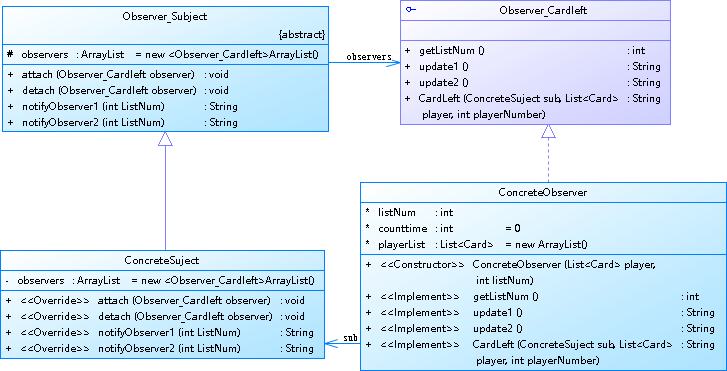 Observer_Subject
{abstract}
# observers : ArrayList = new <Observer_Cardleft>ArrayList()
+ attach (Observer_Cardleft observer) : void
+ detach (Observer_Cardleft observer) : void
+ notifyObserver1 (int ListNum) : String
+ notifyObserver2 (int ListNum) : String
observers
Observer_Cardleft
+ getListNum () : int
+ update1 () : String
+ update2 () : String
+ CardLeft (ConcreteSuject sub, List<Card> : String
player, int playerNumber)
ConcreteSuject
- observers : ArrayList = new <Observer_Cardleft>ArrayList()
+ <<Override>> attach (Observer_Cardleft observer) : void
+ <<Override>> detach (Observer_Cardleft observer) : void
+ <<Override>> notifyObserver1 (int ListNum) : String
+ <<Override>> notifyObserver2 (int ListNum) : String
sub
ConcreteObserver
* listNum : int
* counttime : int = 0
* playerList : List<Card> = new ArrayList()
+ <<Constructor>> ConcreteObserver (List<Card> player,
int listNum)
+ <<Implement>> getListNum () : int
+ <<Implement>> update1 () : String
+ <<Implement>> update2 () : String
+ <<Implement>> CardLeft (ConcreteSuject sub, List<Card> : String
player, int playerNumber)